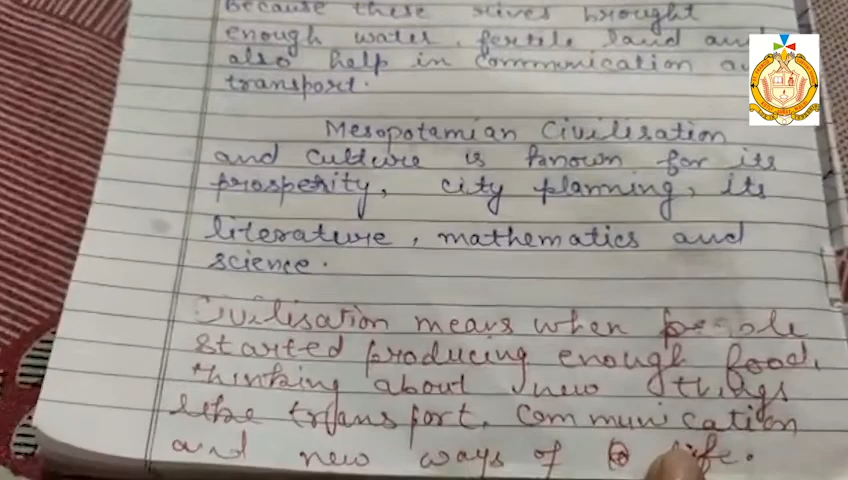 Because these rives brought
enough water, fertile land and
also help in communication a
transport.
Mesopotamian Civilisation
and culture is known for its
prosperity, city planning, its
literature, mathematics and
science.
Civilisation means when people
started producing enough food,
thinking about new things
like transport, communication
and new ways of life.